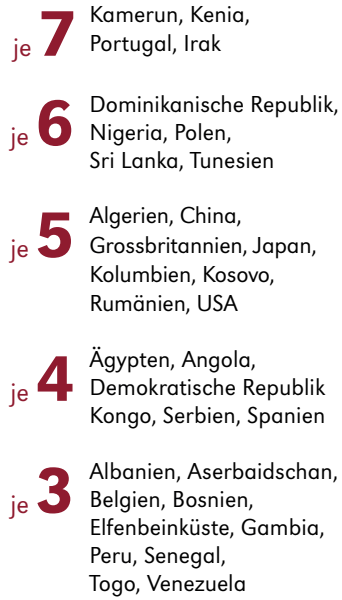 je 7 Kamerun, Kenia,
Portugal, Irak
je 6 Dominikanische Republik,
Nigeria, Polen,
Sri Lanka, Tunesien
je 5 Algerien, China,
Grossbritannien, Japan,
Kolumbien, Kosovo,
Rumänien, USA
je 4 Ägypten, Angola,
Demokratische Republik
Kongo, Serbien, Spanien
je 3 Albanien, Aserbaidschan,
Belgien, Bosnien,
Elfenbeinküste, Gambia,
Peru, Senegal,
Togo, Venezuela